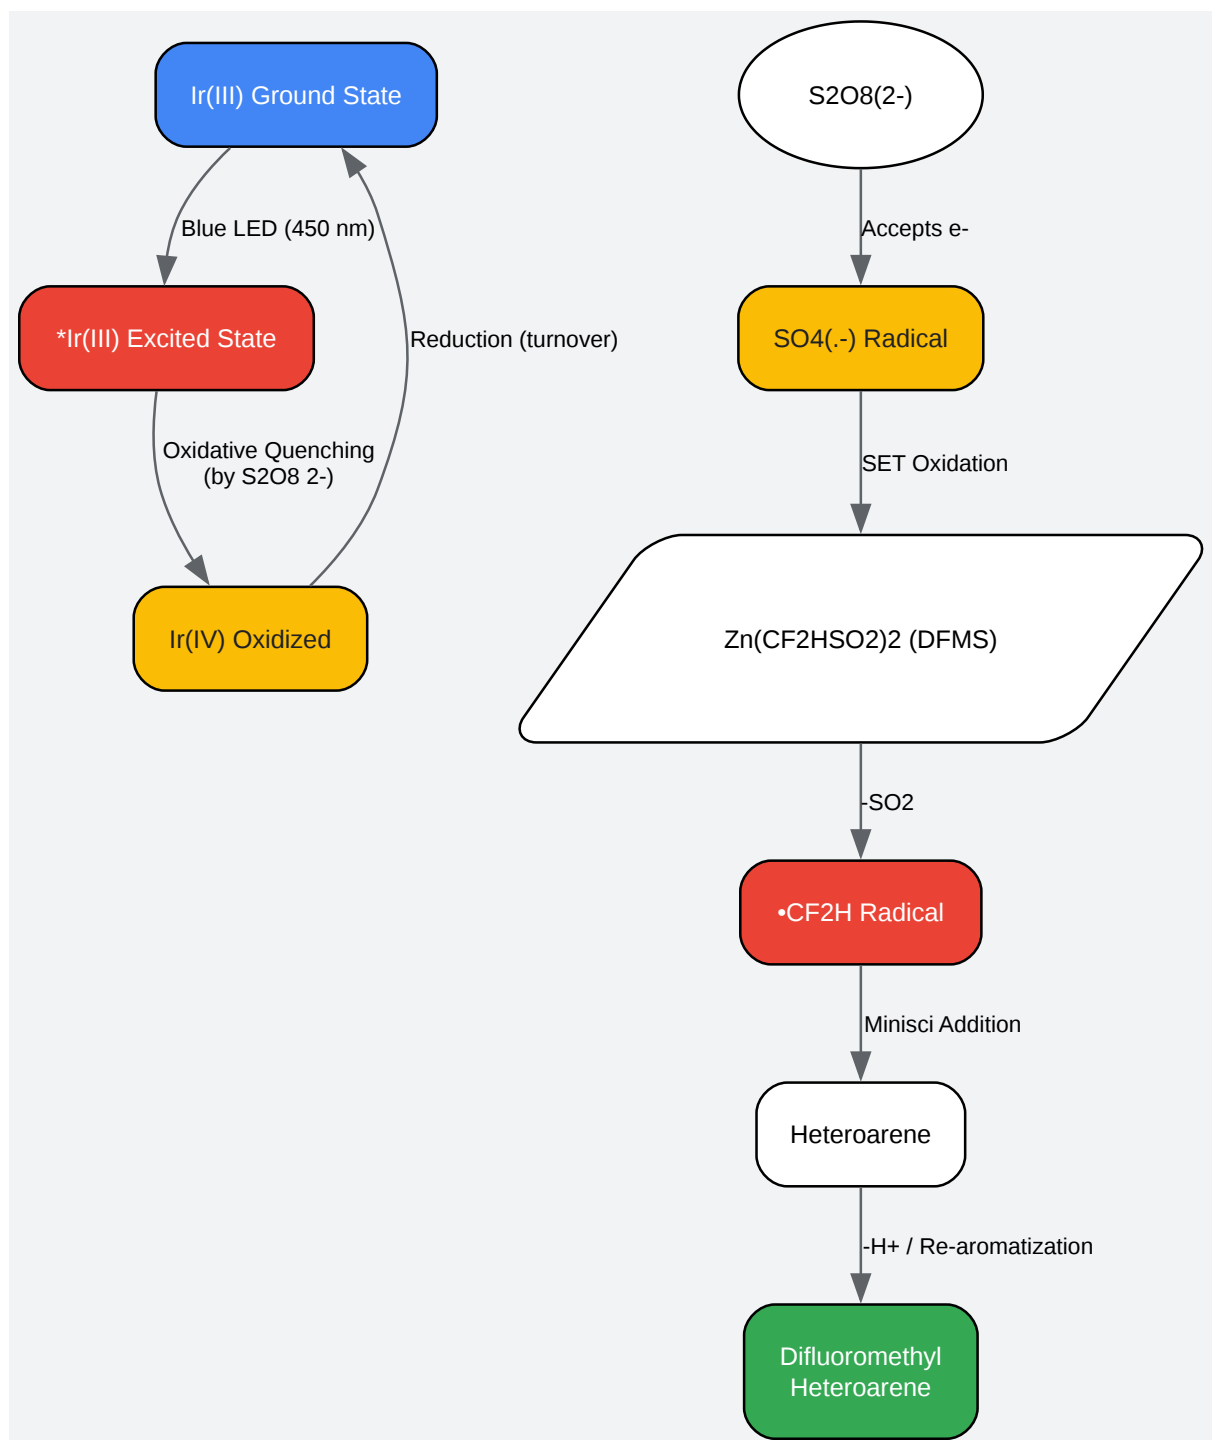 Ir(III) Ground State
Blue LED (450 nm)
*Ir(III) Excited State
Reduction (turnover)
Oxidative Quenching
(by S2O8 2-)
Ir(IV) Oxidized
S2O8(2-)
Accepts e-
SO4(.-) Radical
SET Oxidation
Zn(CF2HSO2)2 (DFMS)
-SO2
•CF2H Radical
Minisci Addition
Heteroarene
-H+ / Re-aromatization
Difluoromethyl
Heteroarene